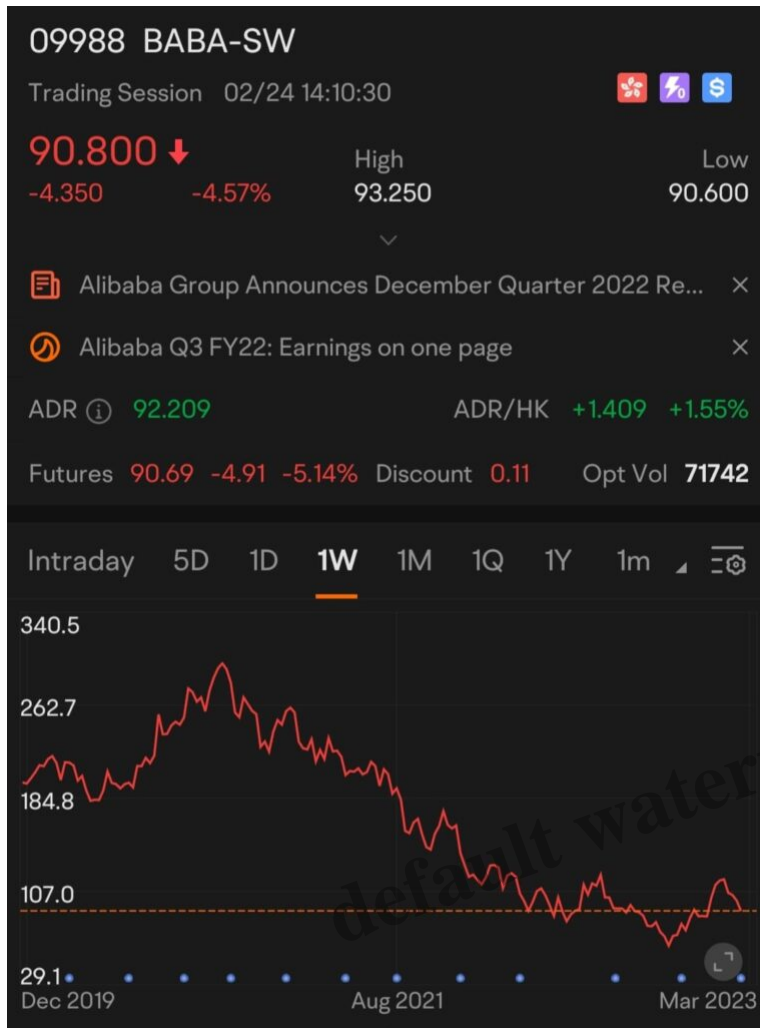 09988 BABA-SW
Trading Session 02/24 14:10:30
90.800
High
Low
-4.350 -4.57% 93.250 90.600
Alibaba Group Announces December Quarter 2022 Re...
Alibaba Q3 FY22: Earnings on one page
ADR 92.209 ADR/HK +1.409 +1.55%
Futures 90.69 -4.91 -5.14% Discount 0.11 Opt Vol 71742
Intraday 5D 1D 1W 1M 1Q 1Y 1m
340.5
262.7
184.8
107.0
29.1
Dec 2019 Aug 2021 Mar 2023
default water